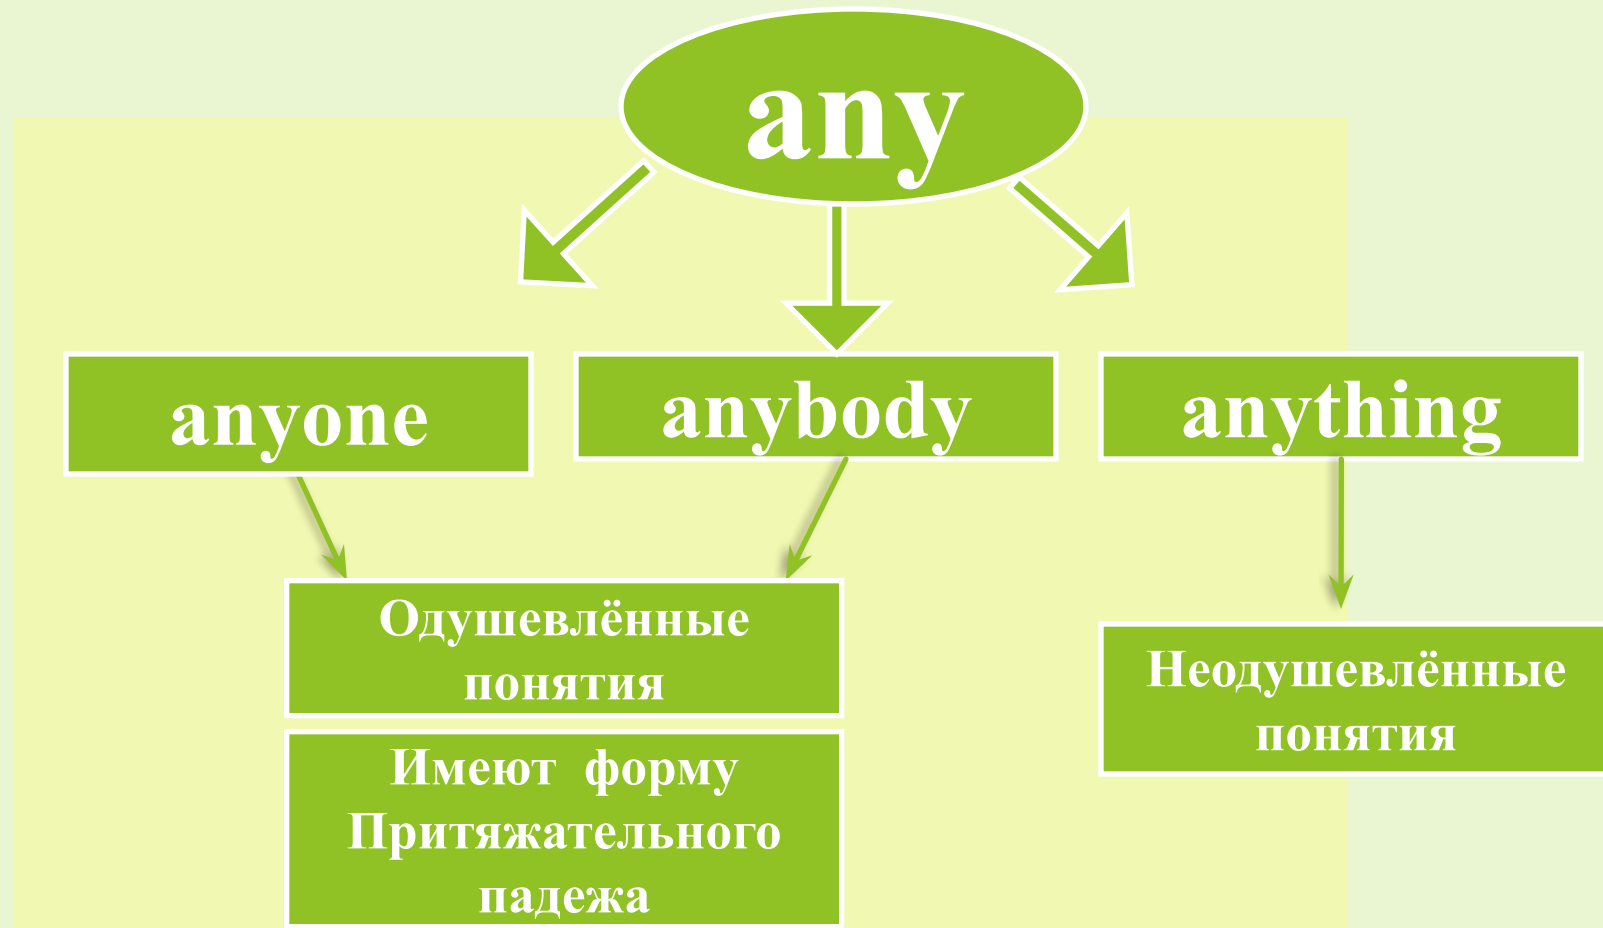 any
anyone
anybody
anything
Одушевлённые
понятия
Имеют форму
Притяжательного
падежа
Неодушевлённые
понятия